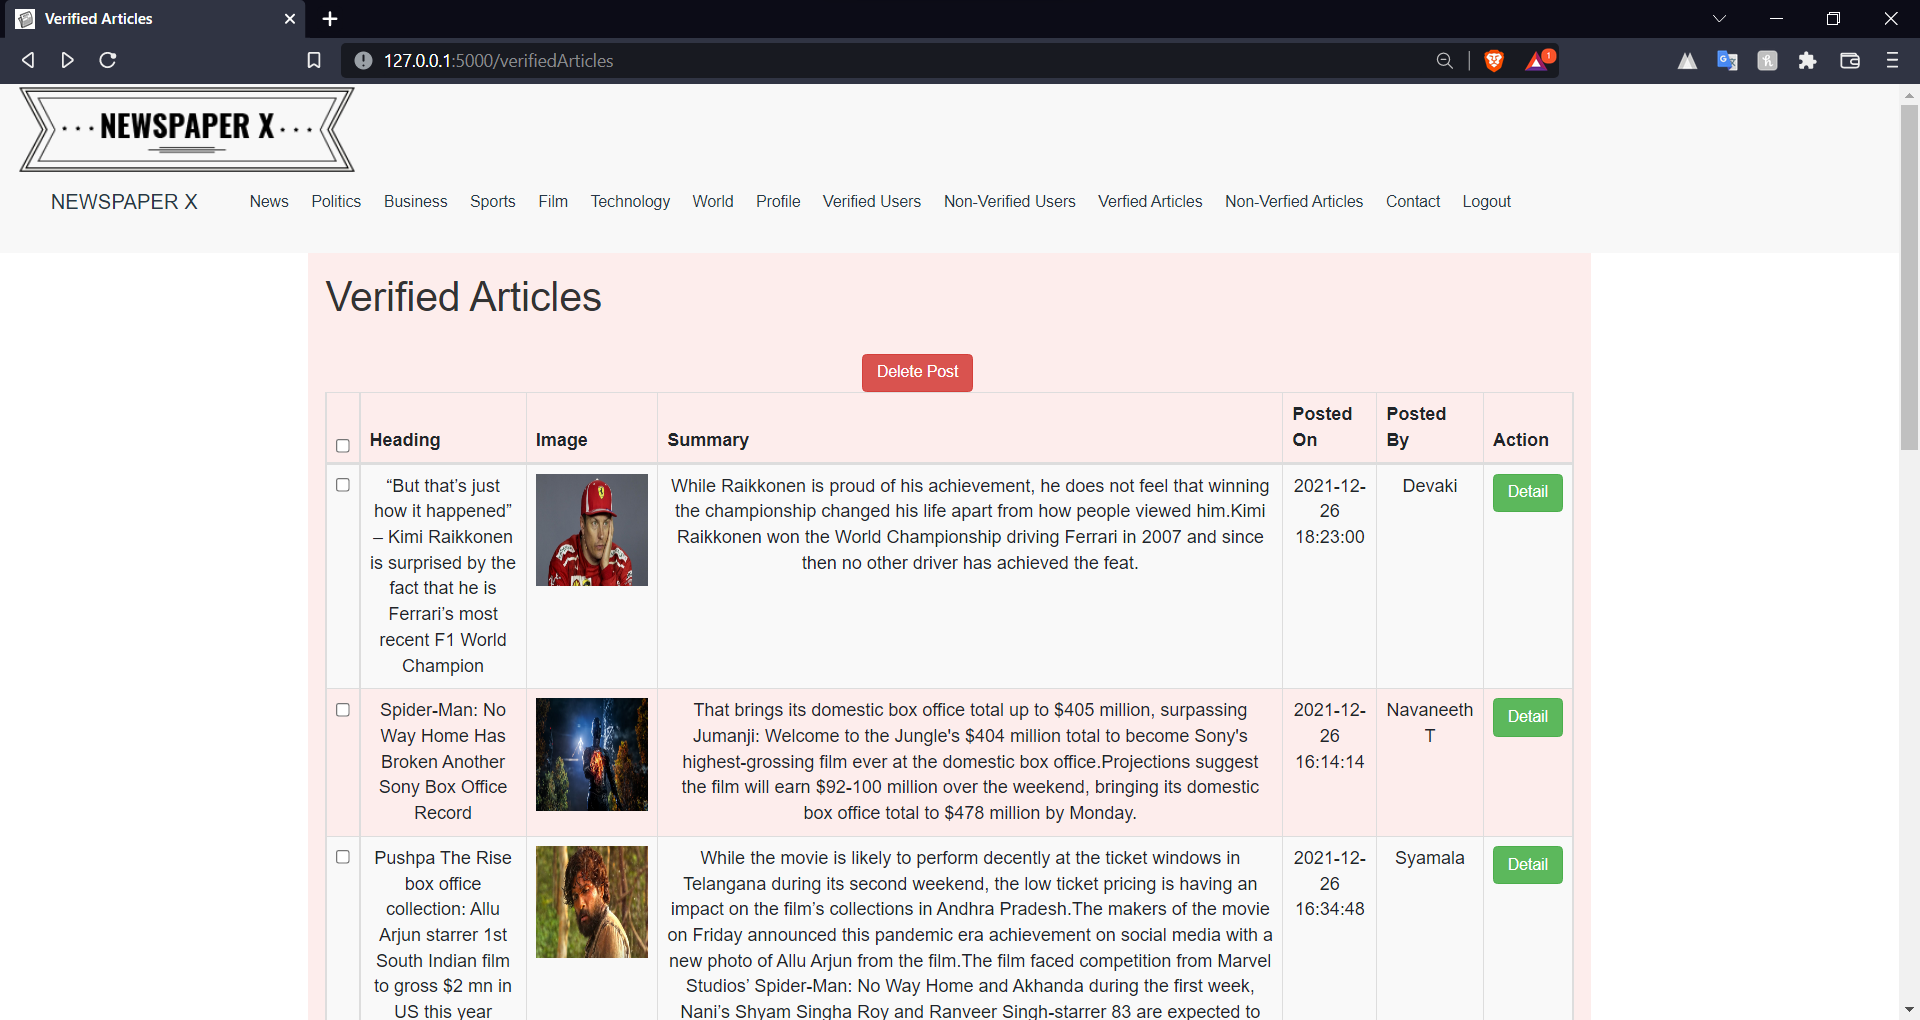 Verified Articles
127.0.0.1:5000/verifiedArticles
1
· · · NEWSPAPER X · · ·
NEWSPAPER X News Politics Business Sports Film Technology World Profile Verified Users Non-Verified Users Verfied Articles Non-Verfied Articles Contact Logout
Verified Articles
Delete Post
Heading Image Summary Posted On Posted By Action
“But that’s just
how it happened”
– Kimi Raikkonen
is surprised by the
fact that he is
Ferrari’s most
recent F1 World
Champion
While Raikkonen is proud of his achievement, he does not feel that winning
the championship changed his life apart from how people viewed him.Kimi
Raikkonen won the World Championship driving Ferrari in 2007 and since
then no other driver has achieved the feat.
2021-12-
26
18:23:00
Devaki
Detail
Spider-Man: No
Way Home Has
Broken Another
Sony Box Office
Record
That brings its domestic box office total up to $405 million, surpassing
Jumanji: Welcome to the Jungle's $404 million total to become Sony's
highest-grossing film ever at the domestic box office.Projections suggest
the film will earn $92-100 million over the weekend, bringing its domestic
box office total to $478 million by Monday.
2021-12-
26
16:14:14
Navaneeth
T
Detail
Pushpa The Rise
box office
collection: Allu
Arjun starrer 1st
South Indian film
to gross $2 mn in
US this year
While the movie is likely to perform decently at the ticket windows in
Telangana during its second weekend, the low ticket pricing is having an
impact on the film’s collections in Andhra Pradesh.The makers of the movie
on Friday announced this pandemic era achievement on social media with a
new photo of Allu Arjun from the film.The film faced competition from Marvel
Studios’ Spider-Man: No Way Home and Akhanda during the first week,
Nani’s Shyam Singha Roy and Ranveer Singh-starrer 83 are expected to
2021-12-
26
16:34:48
Syamala
Detail